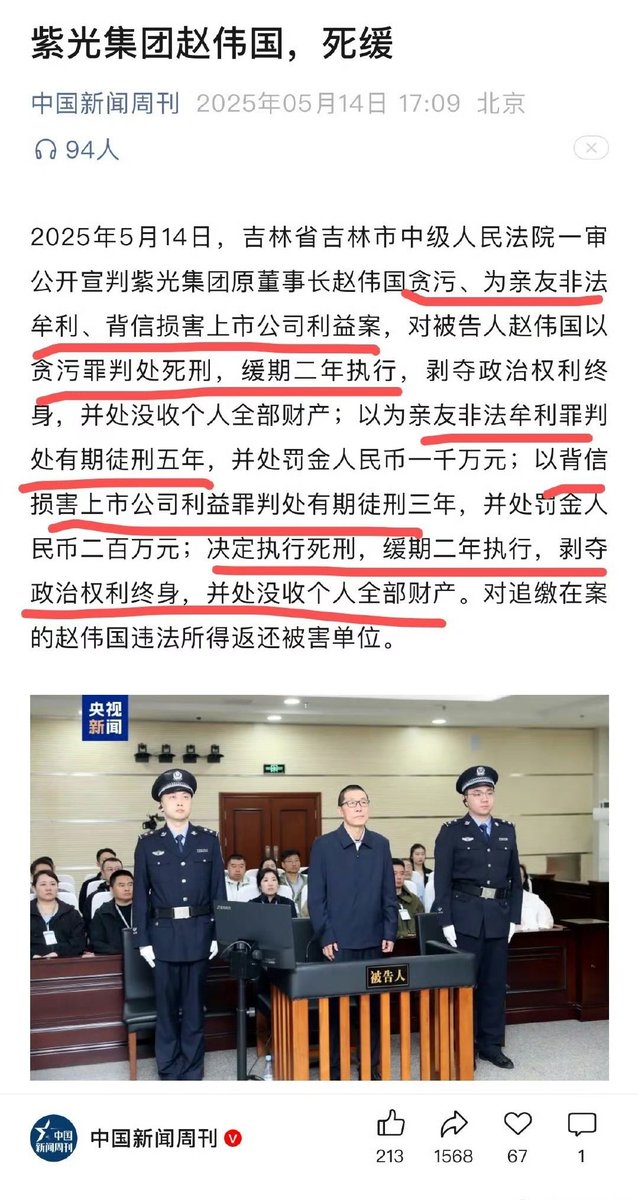 紫光集团赵伟国，死缓
中国新闻周刊 2025年05月14日 17:09 北京
94人
2025年5月14日，吉林省吉林市中级人民法院一审
公开宣判紫光集团原董事长赵伟国贪污、为亲友非法
牟利、背信损害上市公司利益案，对被告人赵伟国以
贪污罪判处死刑，缓期二年执行，剥夺政治权利终
身，并处没收个人全部财产；以为亲友非法牟利罪判
处有期徒刑五年，并处罚金人民币一千万元；以背信
损害上市公司利益罪判处有期徒刑三年，并处罚金人
民币二百万元；决定执行死刑，缓期二年执行，剥夺
政治权利终身，并处没收个人全部财产。对追缴在案
的赵伟国违法所得返还被害单位。
央视
新闻
被告人
中国
新闻周刊
中国新闻周刊
213 1568 67 1